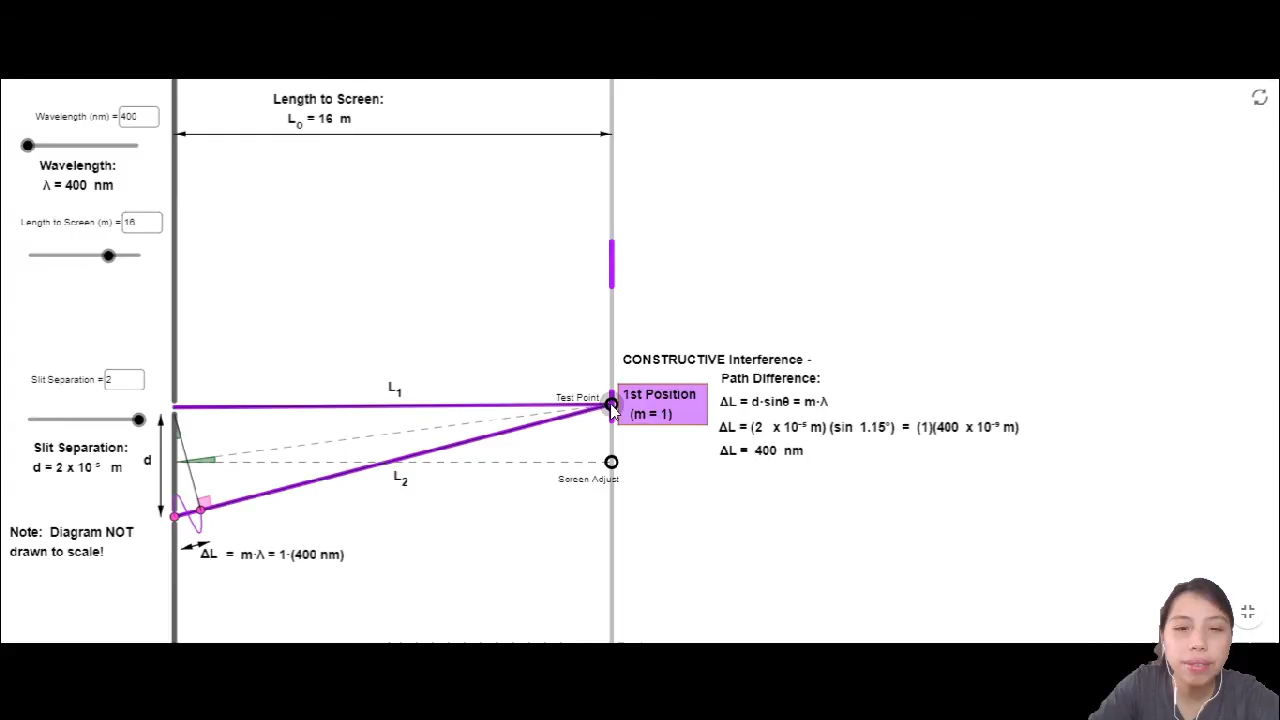 Length to Screen:
L₀ = 16 m
Wavelength (nm) = 400
Wavelength:
λ = 400 nm
Length to Screen (m) = 16
Slit Separation = 2
Slit Separation:
d = 2 x 10⁻⁵ m
d
Note: Diagram NOT
drawn to scale!
L₁
L₂
ΔL = m·λ = 1·(400 nm)
Test Point
Screen Adjust
1st Position
(m = 1)
CONSTRUCTIVE Interference -
Path Difference:
ΔL = d·sinθ = m·λ
ΔL = (2 x 10⁻⁵ m) (sin 1.15°) = (1)(400 x 10⁻⁹ m)
ΔL = 400 nm